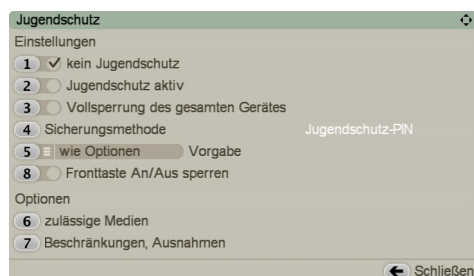 Jugendschutz
Einstellungen
1 kein Jugendschutz
2 Jugendschutz aktiv
3 Vollsperrung des gesamten Gerätes
4 Sicherungsmethode Jugendschutz-PIN
5 wie Optionen Vorgabe
8 Fronttaste An/Aus sperren
Optionen
6 zulässige Medien
7 Beschränkungen, Ausnahmen
Schließen